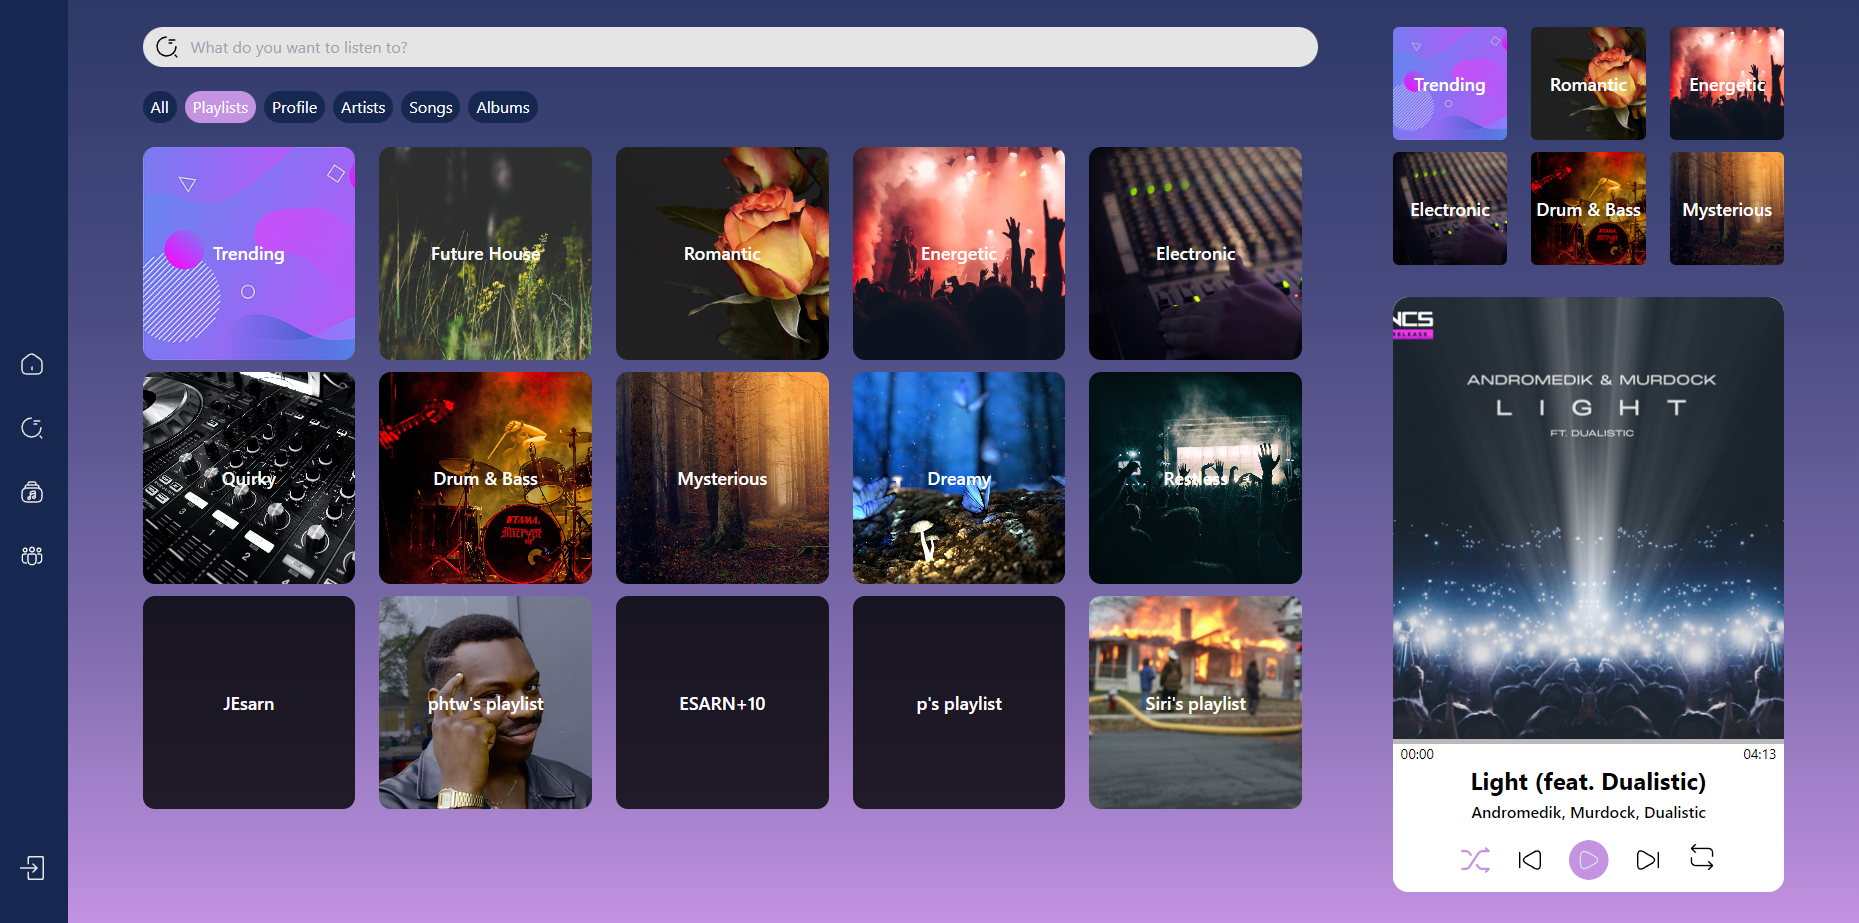 What do you want to listen to?
All
Playlists
Profile
Artists
Songs
Albums
Trending
Future House
Romantic
Energetic
Electronic
Quirky
Drum & Bass
Mysterious
Dreamy
Restless
JEsarn
phtw's playlist
ESARN+10
p's playlist
Siri's playlist
Trending
Romantic
Energetic
Electronic
Drum & Bass
Mysterious
NCS
RELEASE
ANDROMEDIK & MURDOCK
LIGHT
FT. DUALISTIC
00:00
04:13
Light (feat. Dualistic)
Andromedik, Murdock, Dualistic